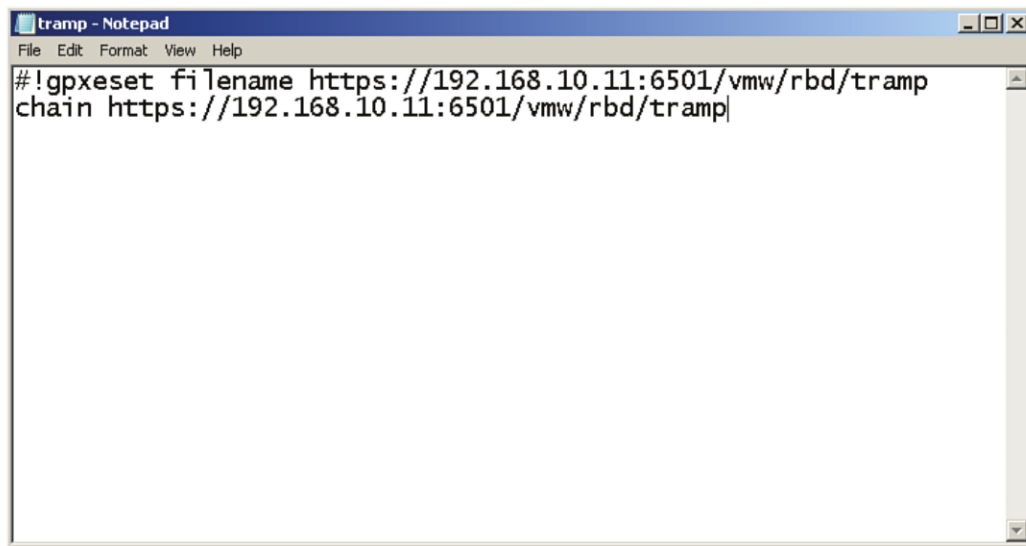 tramp - Notepad
File Edit Format View Help
#!gpxeset filename https://192.168.10.11:6501/vmw/rbd/tramp
chain https://192.168.10.11:6501/vmw/rbd/tramp